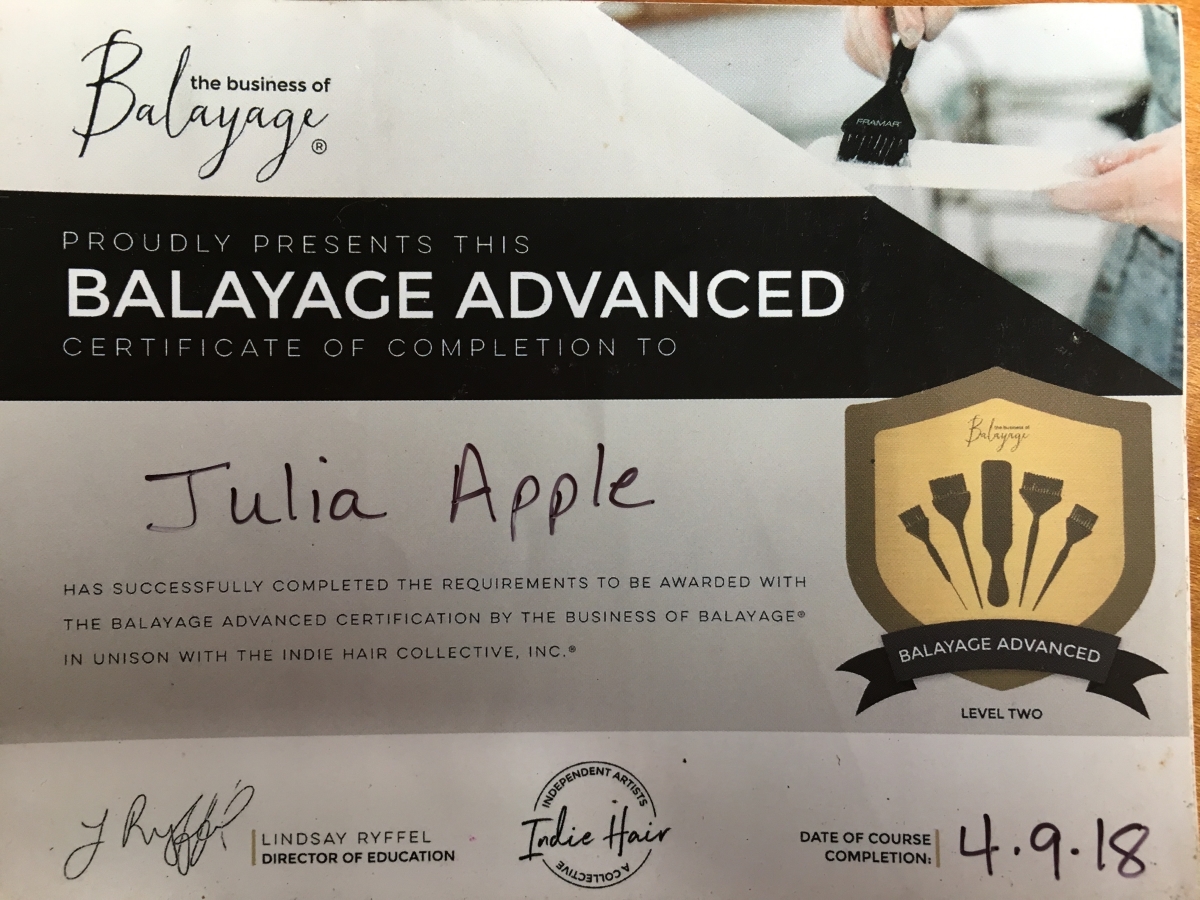 the business of
Balayage®
FRAMAR
PROUDLY PRESENTS THIS
BALAYAGE ADVANCED
CERTIFICATE OF COMPLETION TO
Julia Apple
HAS SUCCESSFULLY COMPLETED THE REQUIREMENTS TO BE AWARDED WITH
THE BALAYAGE ADVANCED CERTIFICATION BY THE BUSINESS OF BALAYAGE®
IN UNISON WITH THE INDIE HAIR COLLECTIVE, INC.®
the business of
Balayage
BALAYAGE ADVANCED
LEVEL TWO
J Ryffel
LINDSAY RYFFEL
DIRECTOR OF EDUCATION
INDEPENDENT ARTISTS
Indie Hair
A COLLECTIVE
DATE OF COURSE
COMPLETION:
4.9.18